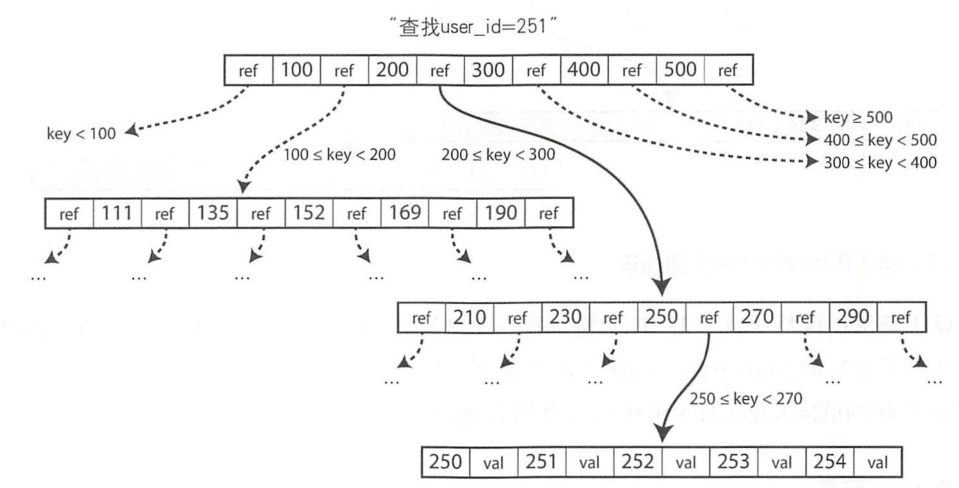 “查找user_id=251”
ref 100 ref 200 ref 300 ref 400 ref 500 ref
key < 100
key ≥ 500
400 ≤ key < 500
300 ≤ key < 400
100 ≤ key < 200
200 ≤ key < 300
ref 111 ref 135 ref 152 ref 169 ref 190 ref
... ... ... ... ... ...
ref 210 ref 230 ref 250 ref 270 ref 290 ref
... ... ... ... ...
250 ≤ key < 270
250 val 251 val 252 val 253 val 254 val